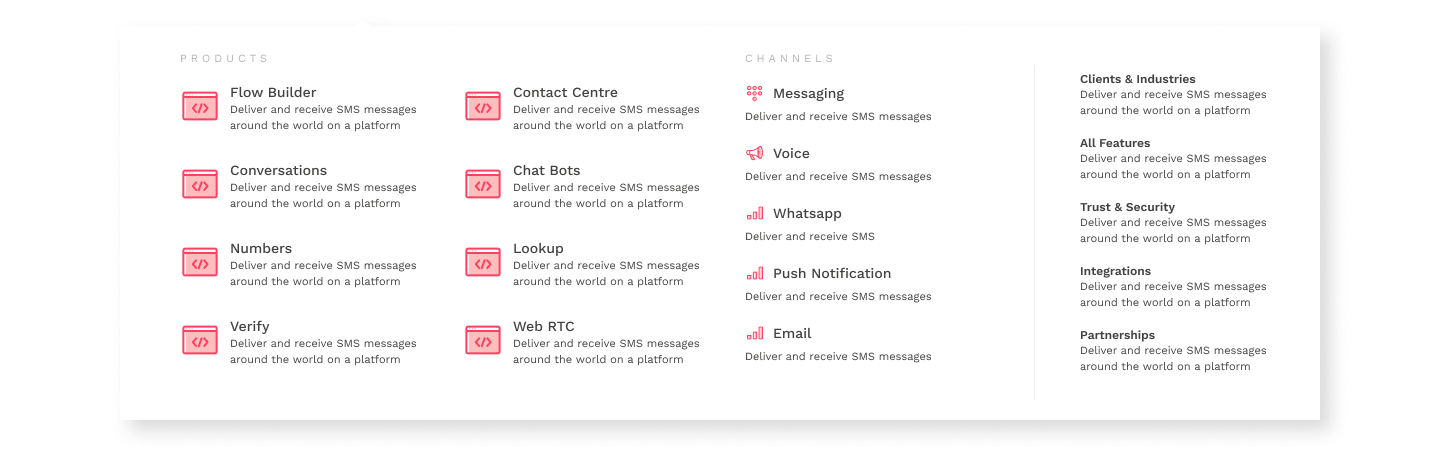 PRODUCTS
Flow Builder
Deliver and receive SMS messages
around the world on a platform
Conversations
Deliver and receive SMS messages
around the world on a platform
Numbers
Deliver and receive SMS messages
around the world on a platform
Verify
Deliver and receive SMS messages
around the world on a platform
Contact Centre
Deliver and receive SMS messages
around the world on a platform
Chat Bots
Deliver and receive SMS messages
around the world on a platform
Lookup
Deliver and receive SMS messages
around the world on a platform
Web RTC
Deliver and receive SMS messages
around the world on a platform
CHANNELS
Messaging
Deliver and receive SMS messages
Voice
Deliver and receive SMS messages
Whatsapp
Deliver and receive SMS
Push Notification
Deliver and receive SMS messages
Email
Deliver and receive SMS messages
Clients & Industries
Deliver and receive SMS messages
around the world on a platform
All Features
Deliver and receive SMS messages
around the world on a platform
Trust & Security
Deliver and receive SMS messages
around the world on a platform
Integrations
Deliver and receive SMS messages
around the world on a platform
Partnerships
Deliver and receive SMS messages
around the world on a platform